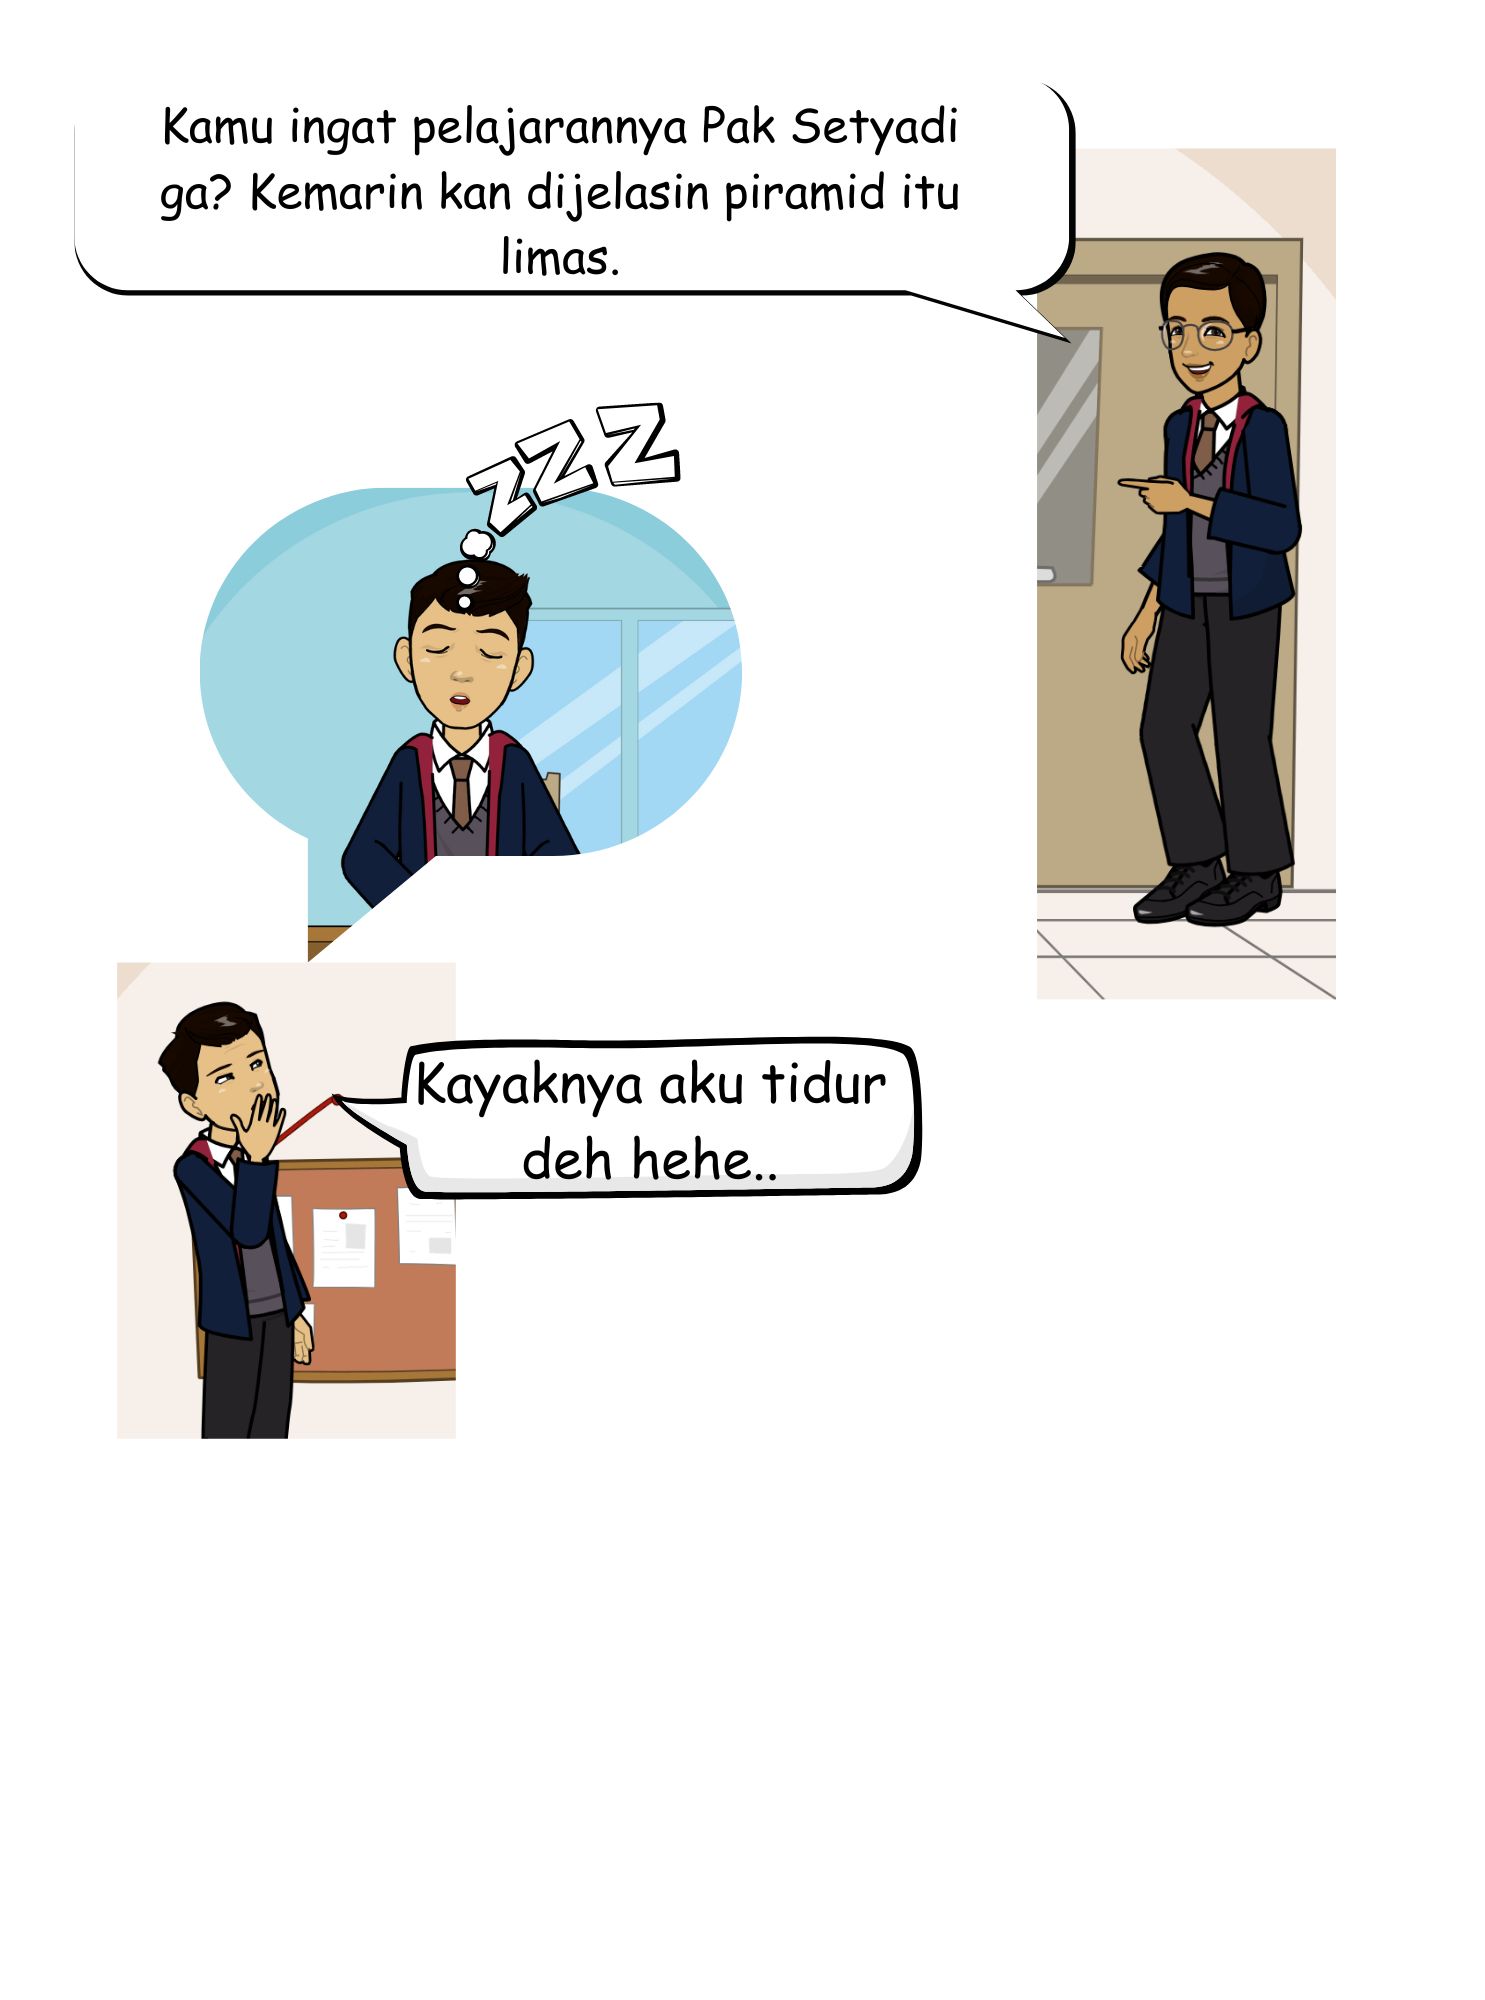 Kamu ingat pelajarannya Pak Setyadi
ga? Kemarin kan dijelasin piramid itu
limas.
zzz
Kayaknya aku tidur
deh hehe..